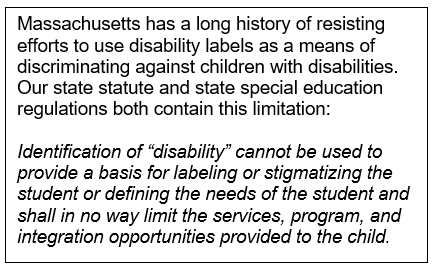 Massachusetts has a long history of resisting
efforts to use disability labels as a means of
discriminating against children with disabilities.
Our state statute and state special education
regulations both contain this limitation:
Identification of “disability” cannot be used to
provide a basis for labeling or stigmatizing the
student or defining the needs of the student and
shall in no way limit the services, program, and
integration opportunities provided to the child.